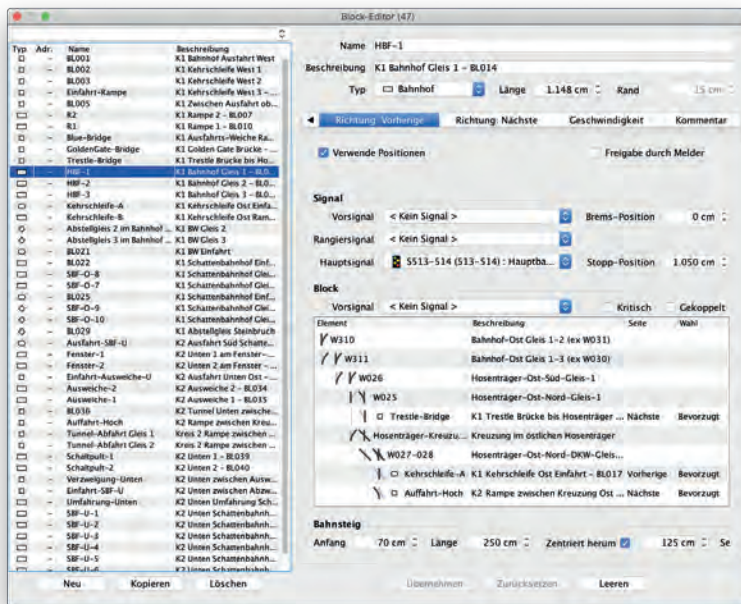 Block-Editor (47)
Typ Adr. Name Beschreibung
BL001 K1 Bahnhof Ausfahrt West
BL002 K1 Kehrschleife West 1
BL003 K1 Kehrschleife West 2
Einfahrt-Rampe K1 Kehrschleife West 3 – ...
BL005 K1 Zwischen Ausfahrt ob...
R2 K1 Rampe 2 – BL007
R1 K1 Rampe 1 – BL010
Blue-Bridge K1 Ausfahrts-Weiche Ra...
GoldenGate-Bridge K1 Golden Gate Brücke – ...
Trestle-Bridge K1 Trestle Brücke bis Ho...
HBF-1 K1 Bahnhof Gleis 1 – BL0...
HBF-2 K1 Bahnhof Gleis 2 – BL0...
HBF-3 K1 Bahnhof Gleis 3 – BL0...
Kehrschleife-A K1 Kehrschleife Ost Einfa...
Kehrschleife-B K1 Kehrschleife Ost Ram...
Abstellgleis 2 im Bahnhof ... K1 BW Gleis 2
Abstellgleis 3 im Bahnhof ... K1 BW Gleis 3
BL021 K1 BW Einfahrt
BL022 K1 Schattenbahnhof Einf...
SBF-O-8 K1 Schattenbahnhof Glei...
SBF-O-7 K1 Schattenbahnhof Glei...
BL025 K1 Schattenbahnhof Einf...
SBF-O-9 K1 Schattenbahnhof Glei...
SBF-O-10 K1 Schattenbahnhof Glei...
BL029 K1 Abstellgleis Steinbruch
Ausfahrt-SBF-U K2 Ausfahrt Süd Schatte...
Fenster-1 K2 Unten 1 am Fenster-...
Fenster-2 K2 Unten 2 am Fenster-...
Einfahrt-Ausweiche-U K2 Ausfahrt Unten Ost – ...
Ausweiche-2 K2 Ausweiche 2 – BL034
Ausweiche-1 K2 Ausweiche 1 – BL035
BL036 K2 Tunnel Unten zwische...
Auffahrt-Hoch K2 Rampe zwischen Kreu...
Tunnel-Abfahrt Gleis 1 Kreis 2 Rampe zwischen ...
Tunnel-Abfahrt Gleis 2 Kreis 2 Rampe zwischen ...
Schaltpult-1 K2 Unten 1 – BL039
Schaltpult-2 K2 Unten 2 – BL040
Verzweigung-Unten K2 Unten zwischen Ausw...
Einfahrt-SBF-U K2 Unten zwischen Abzw...
Umfahrung-Unten K2 Unten Umfahrung Sch...
SBF-U-1 K2 Unten Schattenbahnh...
SBF-U-2 K2 Unten Schattenbahnh...
SBF-U-3 K2 Unten Schattenbahnh...
SBF-U-4 K2 Unten Schattenbahnh...
SBF-U-5 K2 Unten Schattenbahnh...
SBF-U-6 K2 Unten Schattenbahnh...
Neu Kopieren Löschen
Name HBF-1
Beschreibung K1 Bahnhof Gleis 1 – BL014
Typ Bahnhof Länge 1.148 cm Rand 15 cm
Richtung: Vorherige Richtung: Nächste Geschwindigkeit Kommentar
Verwende Positionen Freigabe durch Melder
Signal
Vorsignal < Kein Signal > Brems-Position 0 cm
Rangiersignal < Kein Signal >
Hauptsignal S513-514 (513-514) : Hauptba... Stopp-Position 1.050 cm
Block
Vorsignal < Kein Signal > Kritisch Gekoppelt
Element Beschreibung Seite Wahl
W310 Bahnhof-Ost Gleis 1-2 (ex W031)
W311 Bahnhof-Ost Gleis 1-3 (ex W030)
W026 Hosenträger-Ost-Süd-Gleis-1
W025 Hosenträger-Ost-Nord-Gleis-1
Trestle-Bridge K1 Trestle Brücke bis Hosenträger ... Nächste Bevorzugt
Hosenträger-Kreuzu... Kreuzung im östlichen Hosenträger
W027-028 Hosenträger-Ost-Nord-DKW-Gleis...
Kehrschleife-A K1 Kehrschleife Ost Einfahrt – BL017 Vorherige Bevorzugt
Auffahrt-Hoch K2 Rampe zwischen Kreuzung Ost ... Nächste Bevorzugt
Bahnsteig
Anfang 70 cm Länge 250 cm Zentriert herum 125 cm Se
Übernehmen Zurücksetzen Leeren